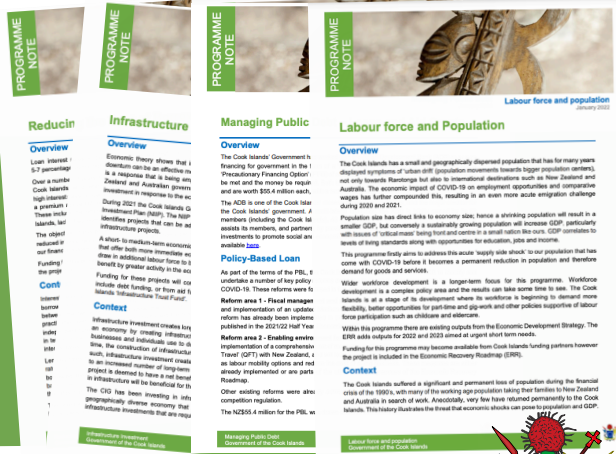 PROGRAMME
NOTE
Reducin
Overview
Loan interest
5-7 percentag
Over a numbe
Cook Islands
high interest
a premium
These inclu
Islands, lac
The objec
reduced ir
our financ
Funding
the proje
Cont
Interes
borrow
betwe
practi
PROGRAMME
NOTE
Infrastructure
Overview
Economic theory shows that i
downturn can be an effective me
is a response that is being em
Zealand and Australian govern
investment in response to the ec
During 2021 the Cook Islands G
Investment Plan (NIIP). The NIIP
identifies projects that can be ad
infrastructure projects.
A short- to medium-term economic
that offer both more immediate ec
draw in additional labour force to b
benefit by greater activity in the eco
Funding for these projects will co
include debt funding, or from aid f
Islands 'Infrastructure Trust Fund'.
Context
Infrastructure investment creates long
an economy by creating infrastruct
businesses and individuals use to d
time, the construction of infrastruct
such, infrastructure investment create
to an increased number of long-term
project is deemed to have a net benef
in infrastructure will be beneficial for th
The CIG has been investing in infra
geographically diverse economy that
infrastructure investments that are requ
Infrastructure Investment
Government of the Cook Islands
PROGRAMME
NOTE
Managing Public
Overview
The Cook Islands' Government h
financing for government in the f
'Precautionary Financing Option'
be met and the money be require
and are worth $55.4 million each,
The ADB is one of the Cook Islar
the Cook Islands' government. A
members (including the Cook Isl
assists its members, and partners
investments to promote social an
available here.
Policy-Based Loan
As part of the terms of the PBL, th
undertake a number of key policy
COVID-19. These reforms were fo
Reform area 1 - Fiscal manager
and implementation of an updated
reform has already been impleme
published in the 2021/22 Half Year
Reform area 2 - Enabling enviro
implementation of a comprehensive
Travel' (QFT) with New Zealand, a
as labour mobility options and redu
already implemented or are parts
Roadmap.
Other existing reforms were alrea
competition regulation.
The NZ$55.4 million for the PBL w
Managing Public Debt
Government of the Cook Islands
PROGRAMME
NOTE
Labour force and population
January 2022
Labour force and Population
Overview
The Cook Islands has a small and geographically dispersed population that has for many years
displayed symptoms of 'urban drift' (population movements towards bigger population centers),
not only towards Rarotonga but also to international destinations such as New Zealand and
Australia. The economic impact of COVID-19 on employment opportunities and comparative
wages has further compounded this, resulting in an even more acute emigration challenge
during 2020 and 2021.
Population size has direct links to economy size; hence a shrinking population will result in a
smaller GDP, but conversely a sustainably growing population will increase GDP, particularly
with issues of 'critical mass' being front and centre in a small nation like ours. GDP correlates to
levels of living standards along with opportunities for education, jobs and income.
This programme firstly aims to address this acute 'supply side shock' to our population that has
come with COVID-19 before it becomes a permanent reduction in population and therefore
demand for goods and services.
Wider workforce development is a longer-term focus for this programme. Workforce
development is a complex policy area and the results can take some time to see. The Cook
Islands is at a stage of its development where its workforce is beginning to demand more
flexibility, better opportunities for part-time and gig-work and other policies supportive of labour
force participation such as childcare and eldercare.
Within this programme there are existing outputs from the Economic Development Strategy. The
ERR adds outputs for 2022 and 2023 aimed at urgent short term needs.
Funding for this programme may become available from Cook Islands funding partners however
the project is included in the Economic Recovery Roadmap (ERR).
Context
The Cook Islands suffered a significant and permanent loss of population during the financial
crisis of the 1990's, with many of the working age population taking their families to New Zealand
and Australia in search of work. Anecdotally, very few have returned permanently to the Cook
Islands. This history illustrates the threat that economic shocks can pose to population and GDP.
Labour force and population
Government of the Cook Islands